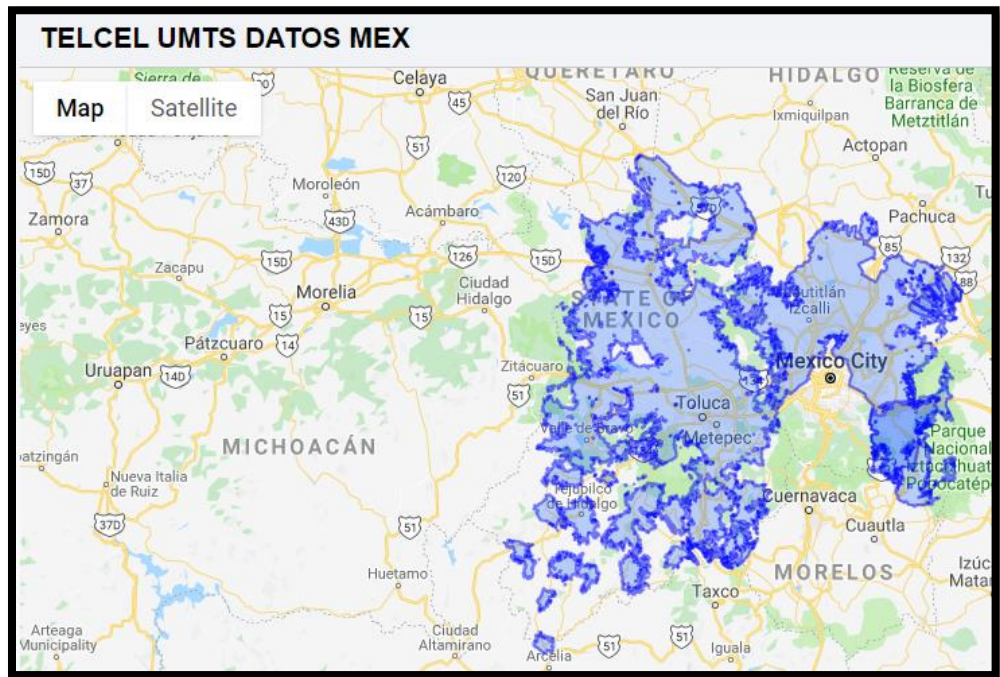 TELCEL UMTS DATOS MEX
Map
Satellite
Sierra de
Celaya
QUERETARO
HIDALGO
Reserva de
la Biosfera
Barranca de
Metztitlán
45
San Juan
del Río
Ixmiquilpan
51
Actopan
15D
37
Moroleón
120
Zamora
43D
Acámbaro
Pachuca
85
126
15D
132
Zacapu
15D
Ciudad
Hidalgo
88
Morelia
STATE OF
MEXICO
Izcalli
15
15
Pátzcuaro
14
Uruapan
14D
Zitácuaro
Mexico City
51
Toluca
Valle de Bravo
Metepec
Parque
Nacional
MICHOACÁN
Nueva Italia
de Ruiz
Tejupilco
de Hidalgo
Cuernavaca
37D
51
Cuautla
Huetamo
MORELOS
Taxco
Arteaga
Municipality
Ciudad
Altamirano
Arcelia
51
51
Iguala